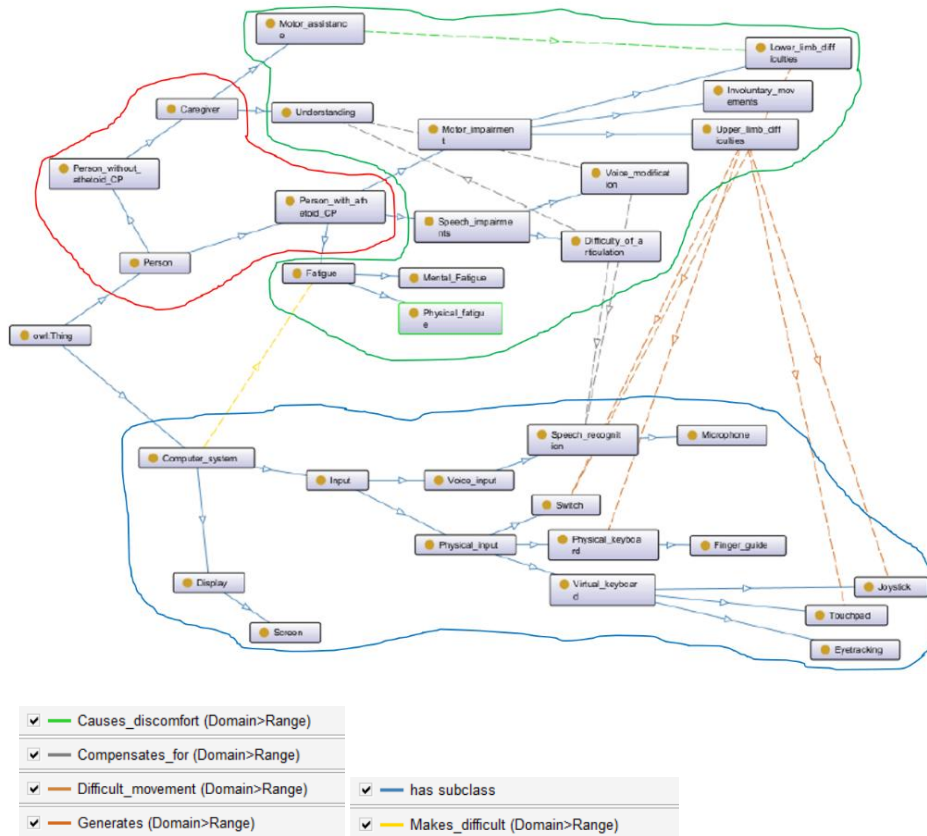 Motor_assistanc
e
Lower_limb_diff
iculties
Involuntary_mov
ements
Caregiver
Understanding
Motor_impairmen
t
Upper_limb_diff
iculties
Person_without_
athetoid_CP
Voice_modificat
ion
Person_with_ath
etoid_CP
Speech_impairme
nts
Difficulty_of_a
rticulation
Person
Fatigue
Mental_Fatigue
Physical_fatigu
e
owl:Thing
Speech_recognit
ion
Microphone
Computer_system
Input
Voice_input
Switch
Physical_input
Physical_keyboa
rd
Finger_guide
Display
Virtual_keyboar
d
Joystick
Touchpad
Screen
Eyetracking
Causes_discomfort (Domain>Range)
Compensates_for (Domain>Range)
Difficult_movement (Domain>Range)
has subclass
Generates (Domain>Range)
Makes_difficult (Domain>Range)